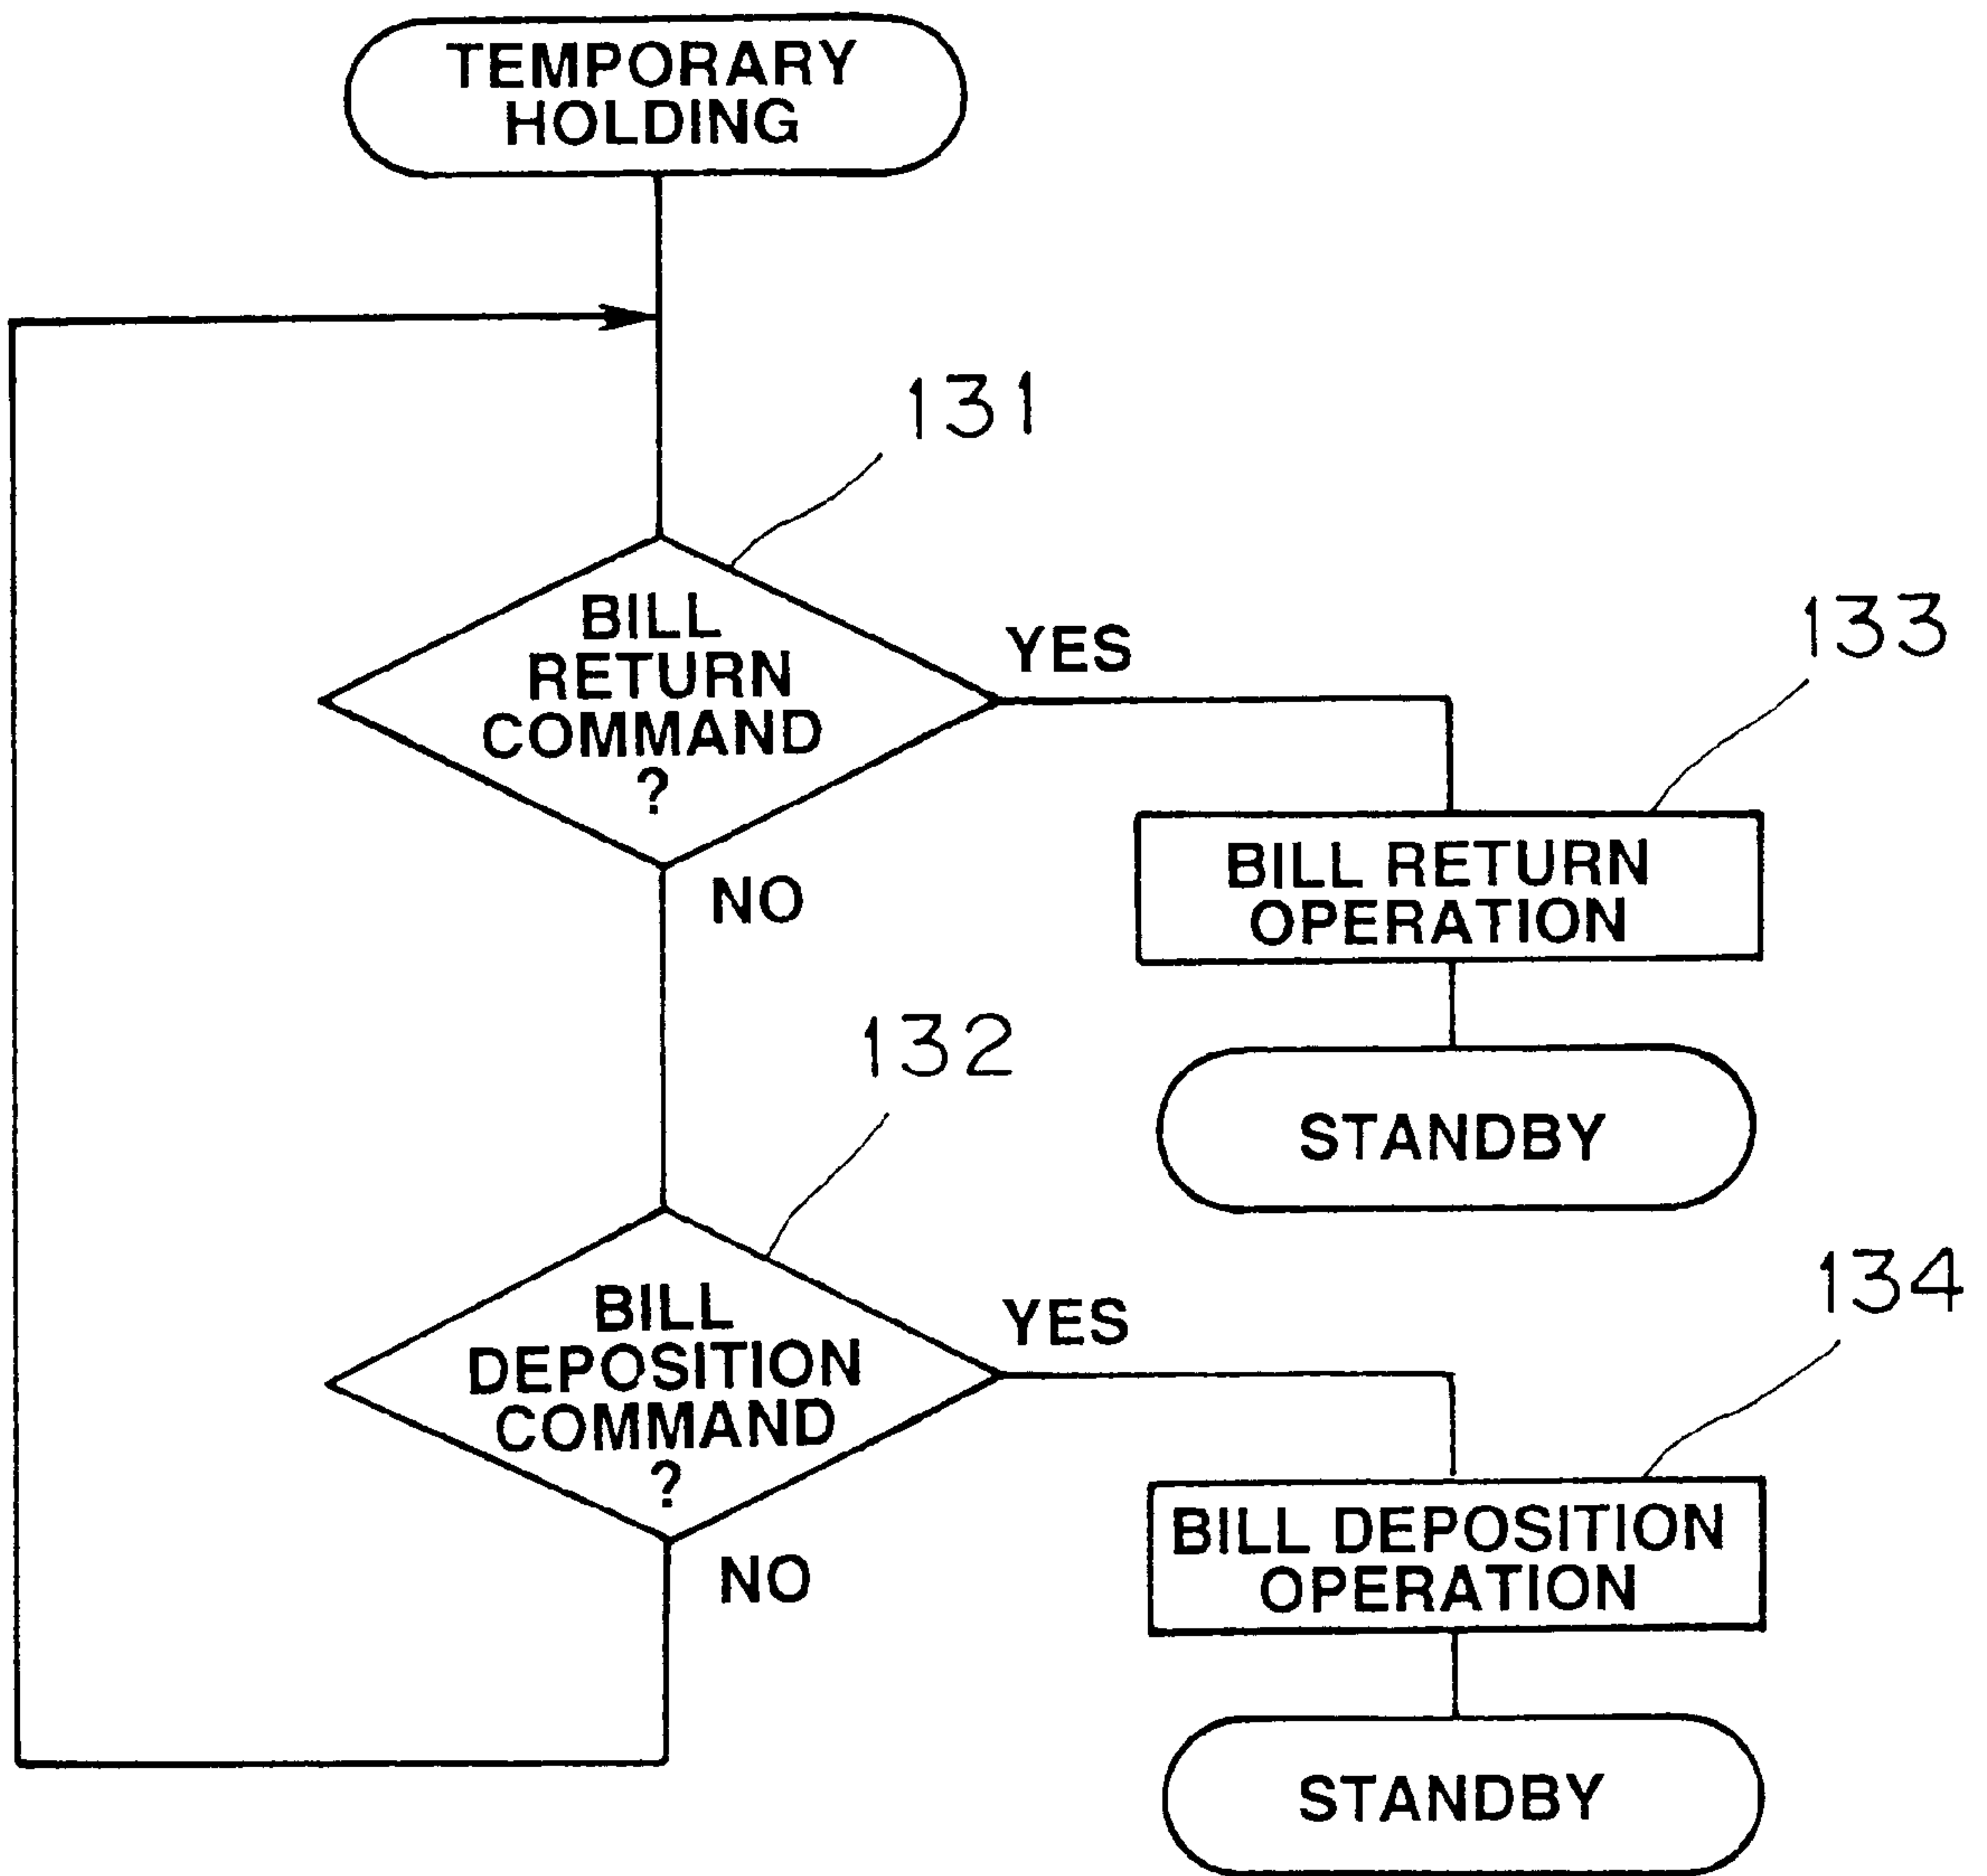 TEMPORARY
HOLDING
131
BILL
RETURN
COMMAND
?
YES
133
NO
BILL RETURN
OPERATION
132
STANDBY
BILL
DEPOSITION
COMMAND
?
YES
134
NO
BILL DEPOSITION
OPERATION
STANDBY